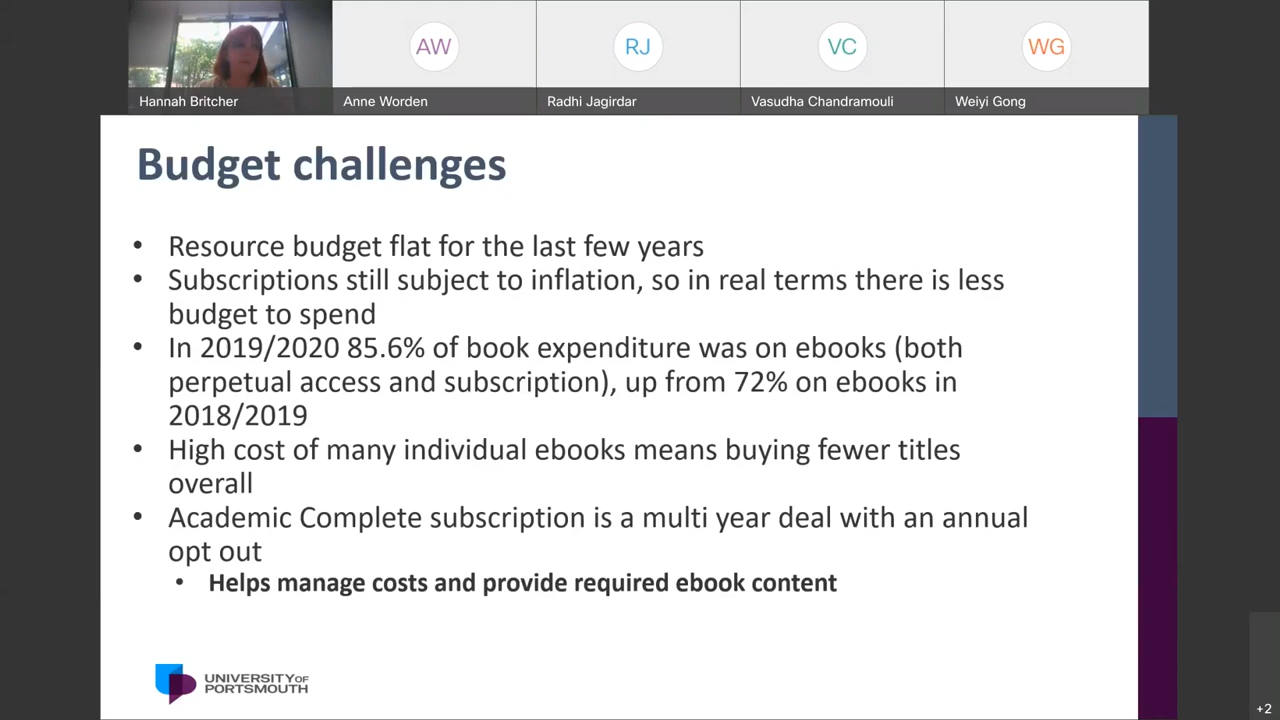 AW
RJ
VC
WG
Hannah Britcher
Anne Worden
Radhi Jagirdar
Vasudha Chandramouli
Weiyi Gong
Budget challenges
• Resource budget flat for the last few years
• Subscriptions still subject to inflation, so in real terms there is less
budget to spend
• In 2019/2020 85.6% of book expenditure was on ebooks (both
perpetual access and subscription), up from 72% on ebooks in
2018/2019
• High cost of many individual ebooks means buying fewer titles
overall
• Academic Complete subscription is a multi year deal with an annual
opt out
• Helps manage costs and provide required ebook content
UNIVERSITY OF
PORTSMOUTH
+2